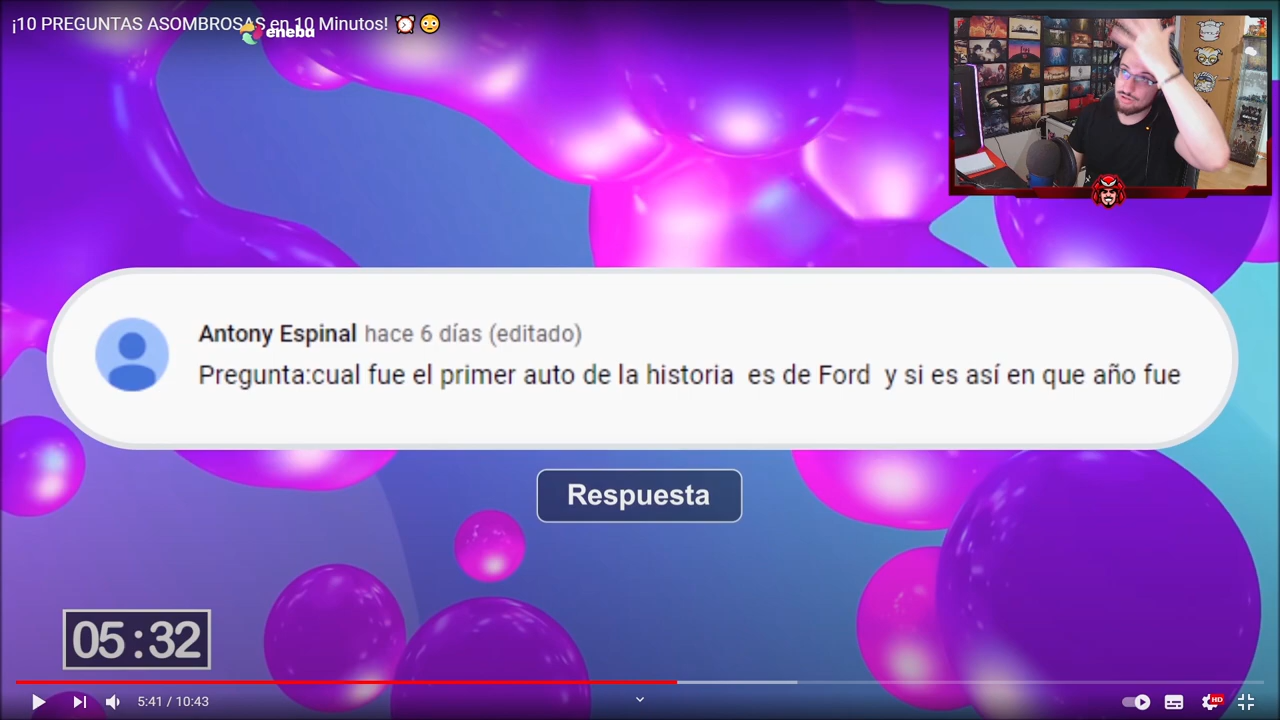 ¡10 PREGUNTAS ASOMBROSAS en 10 Minutos! ⏰😳
eneba
Antony Espinal hace 6 días (editado)
Pregunta:cual fue el primer auto de la historia es de Ford y si es así en que año fue
Respuesta
05:32
5:41 / 10:43
HD